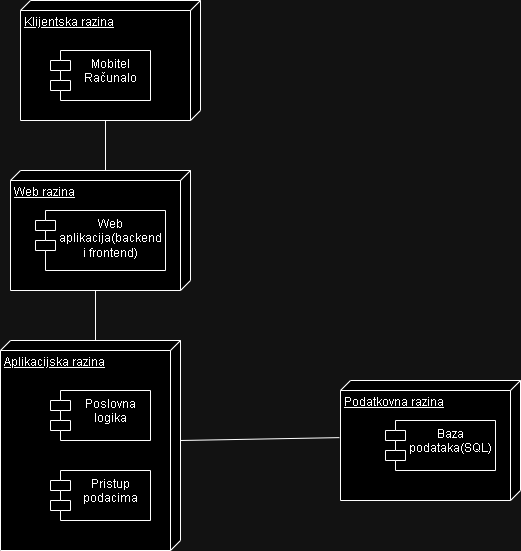 Klijentska razina
Mobitel
Računalo
Web razina
Web
aplikacija(backend
i frontend)
Aplikacijska razina
Poslovna
logika
Pristup
podacima
Podatkovna razina
Baza
podataka(SQL)